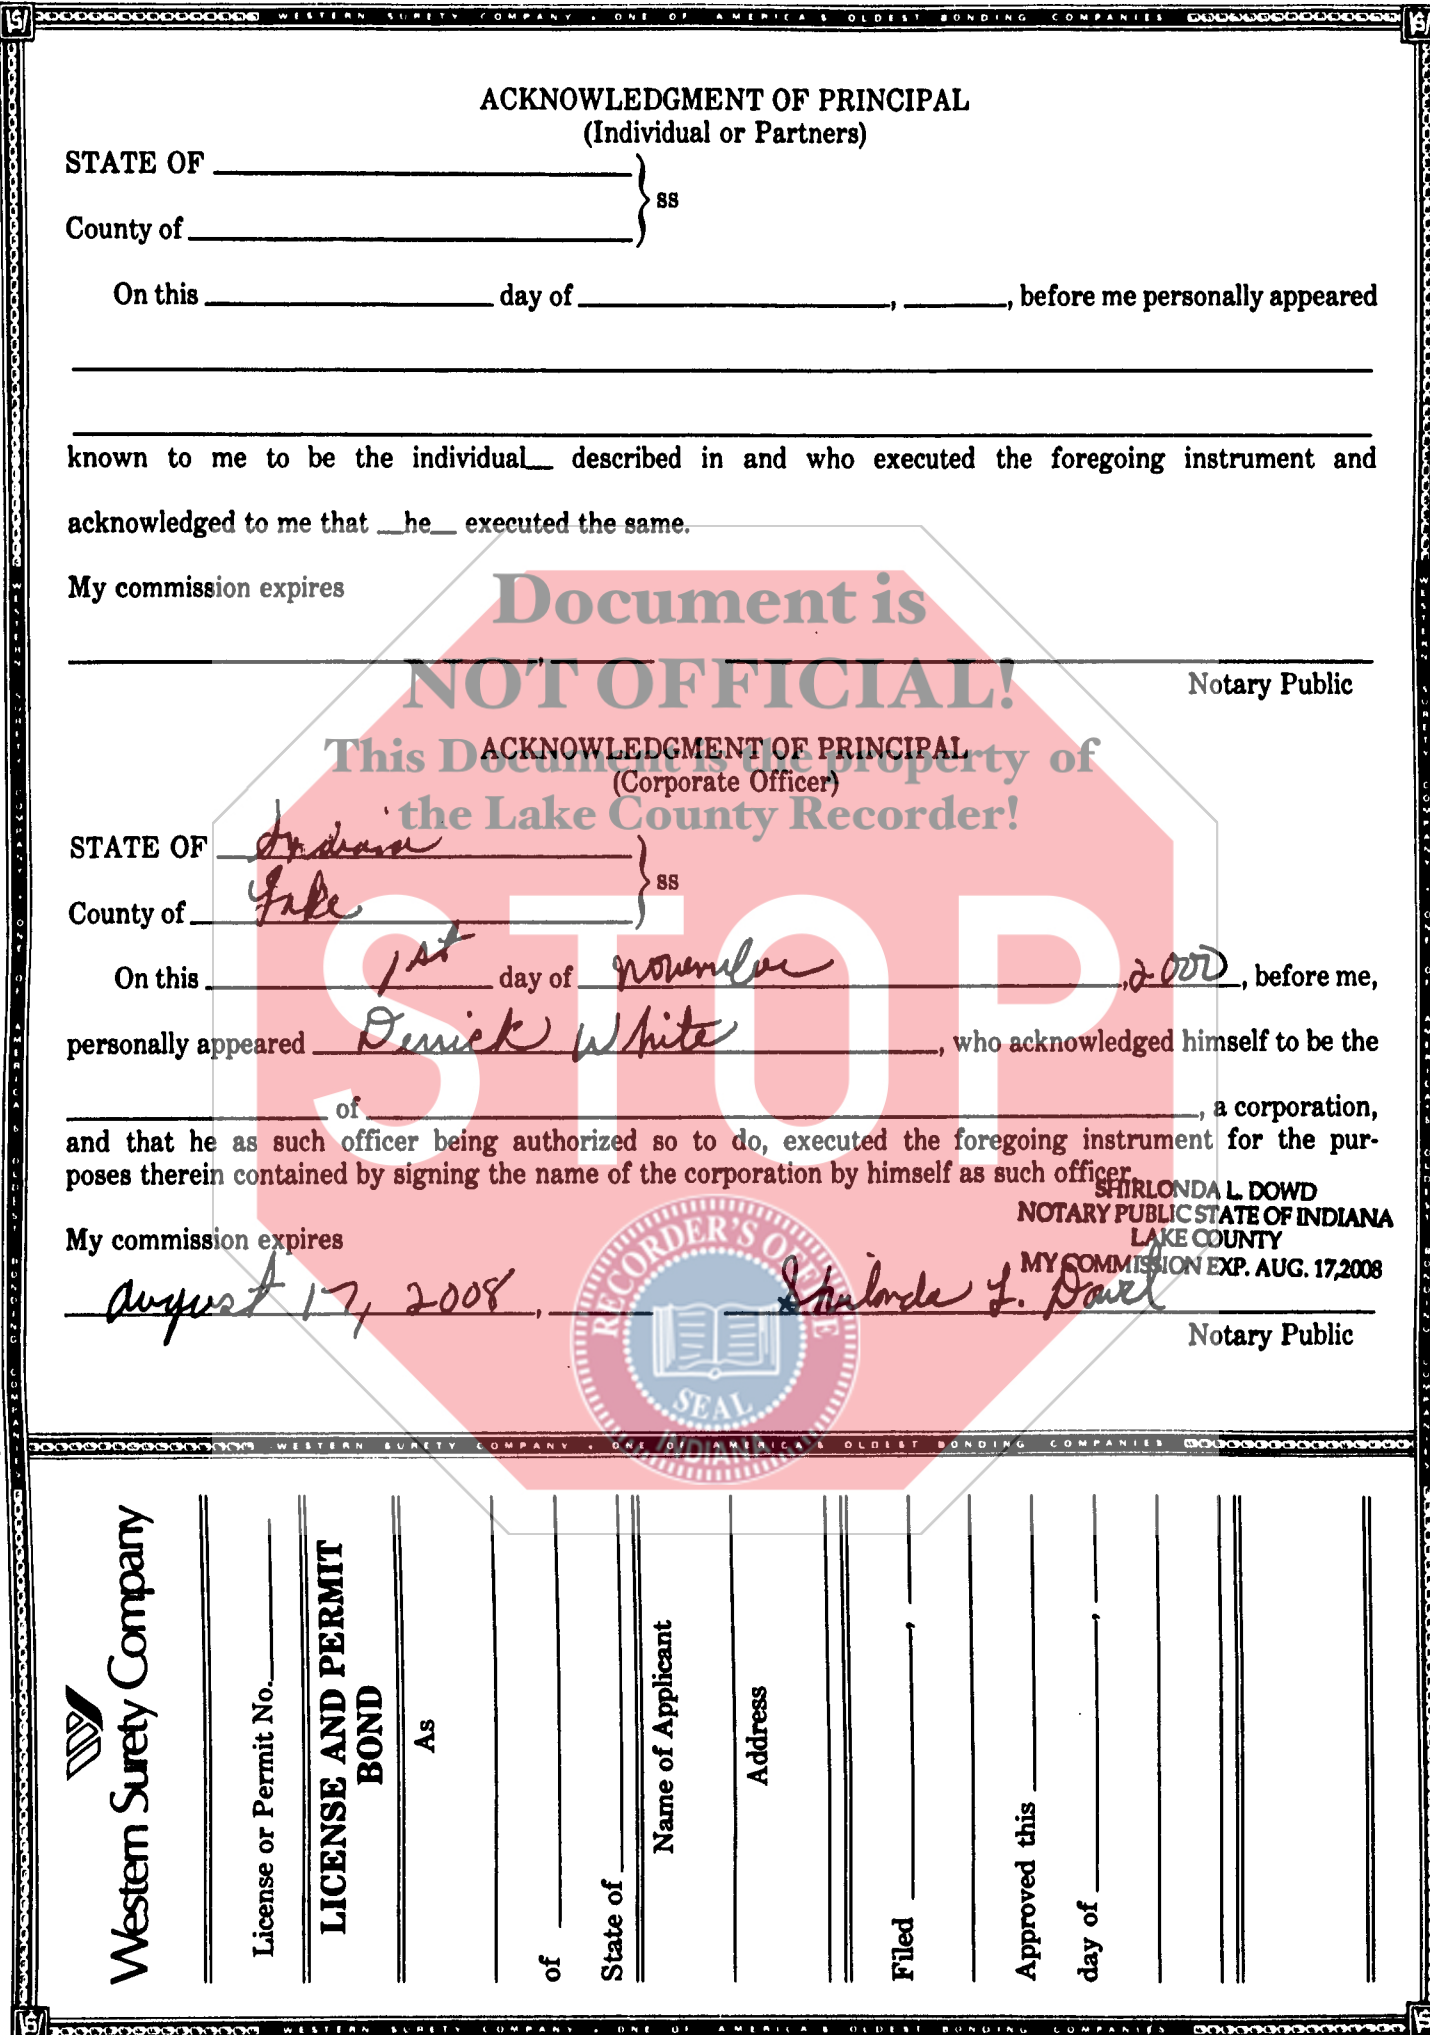 WESTERN SURETY COMPANY • ONE OF AMERICA'S OLDEST BONDING COMPANIES
ACKNOWLEDGMENT OF PRINCIPAL
(Individual or Partners)
STATE OF
ss
County of
On this day of , , before me personally appeared
known to me to be the individual_ described in and who executed the foregoing instrument and
acknowledged to me that _he_ executed the same.
My commission expires
Document is
NOT OFFICIAL!
Notary Public
This Document is the property of
the Lake County Recorder!
ACKNOWLEDGMENT OF PRINCIPAL
(Corporate Officer)
STATE OF Indiana
ss
County of Lake
STOP
On this 1st day of November, 2000, before me,
personally appeared Derrick White, who acknowledged himself to be the
of , a corporation,
and that he as such officer being authorized so to do, executed the foregoing instrument for the pur-
poses therein contained by signing the name of the corporation by himself as such officer.
SHIRLONDA L. DOWD
NOTARY PUBLIC STATE OF INDIANA
LAKE COUNTY
MY COMMISSION EXP. AUG. 17,2008
My commission expires
August 17, 2008, Shirlonda L. Dowd
Notary Public
RECORDER'S OFFICE
SEAL
INDIANA
WESTERN SURETY COMPANY • ONE OF AMERICA'S OLDEST BONDING COMPANIES
Western Surety Company
License or Permit No.
LICENSE AND PERMIT
BOND
As
of
State of
Name of Applicant
Address
Filed ,
Approved this
day of ,
WESTERN SURETY COMPANY • ONE OF AMERICA'S OLDEST BONDING COMPANIES